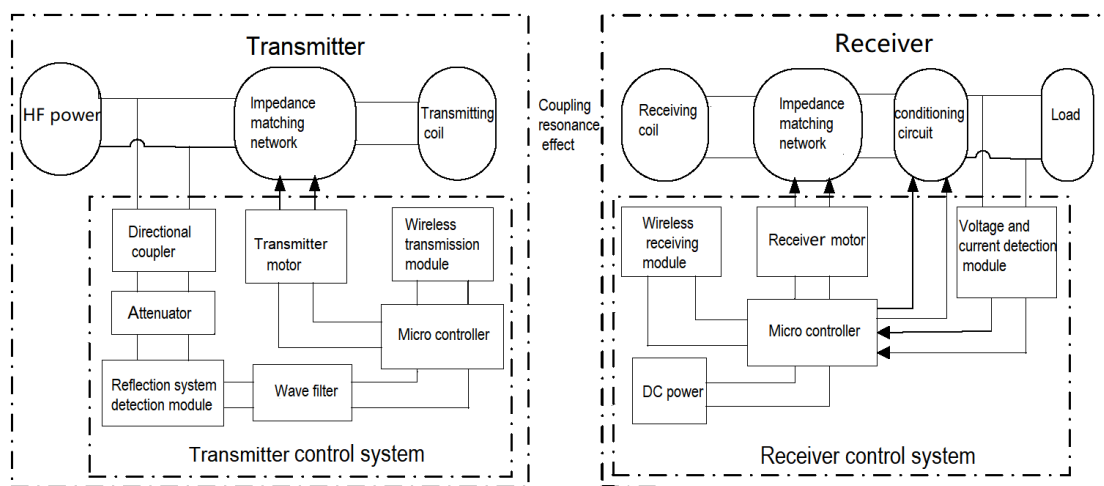 Transmitter
HF power
Impedance
matching
network
Transmitting
coil
Directional
coupler
Transmitter
motor
Wireless
transmission
module
Attenuator
Micro controller
Reflection system
detection module
Wave filter
Transmitter control system
Coupling
resonance
effect
Receiver
Receiving
coil
Impedance
matching
network
conditioning
circuit
Load
Wireless
receiving
module
Receiver motor
Voltage and
current detection
module
Micro controller
DC power
Receiver control system